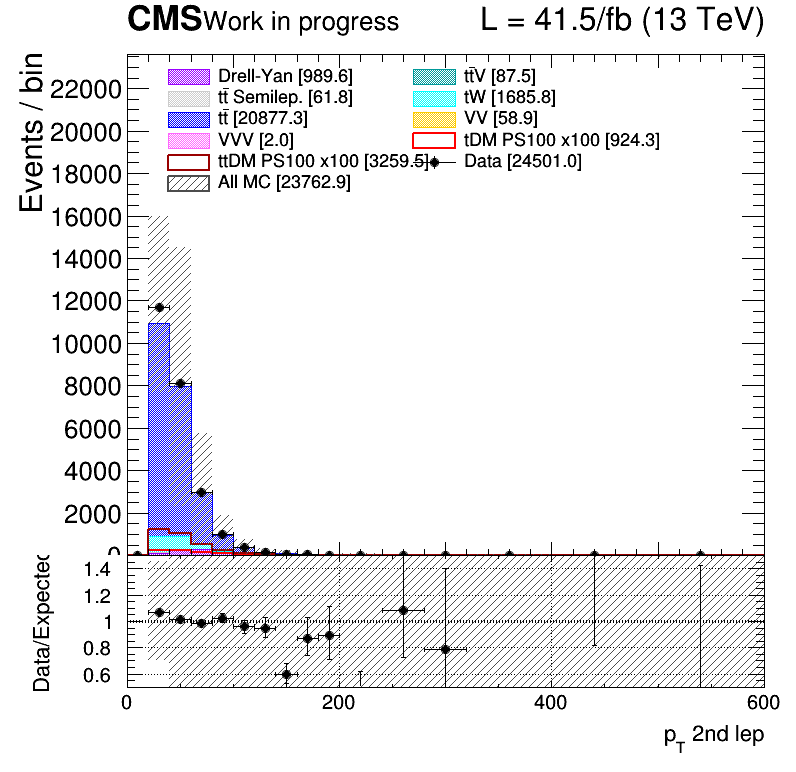 CMS Work in progress L = 41.5/fb (13 TeV)
Events / bin
Drell-Yan [989.6] tt̄V [87.5]
tt̄ Semilep. [61.8] tW [1685.8]
tt̄ [20877.3] VV [58.9]
VVV [2.0] tDM PS100 x100 [924.3]
ttDM PS100 x100 [3259.5] Data [24501.0]
All MC [23762.9]
22000
20000
18000
16000
14000
12000
10000
8000
6000
4000
2000
0
Data/Expected
1.4
1.2
1
0.8
0.6
0 200 400 600
pT 2nd lep